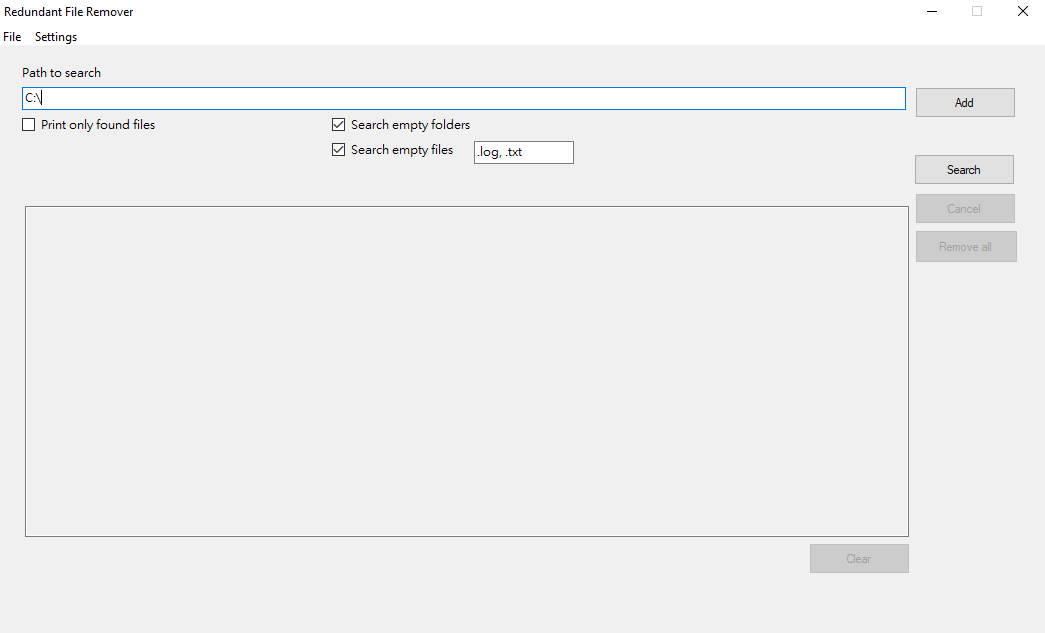 Redundant File Remover
File Settings
Path to search
C:\
Add
Print only found files
Search empty folders
Search empty files
.log, .txt
Search
Cancel
Remove all
Clear